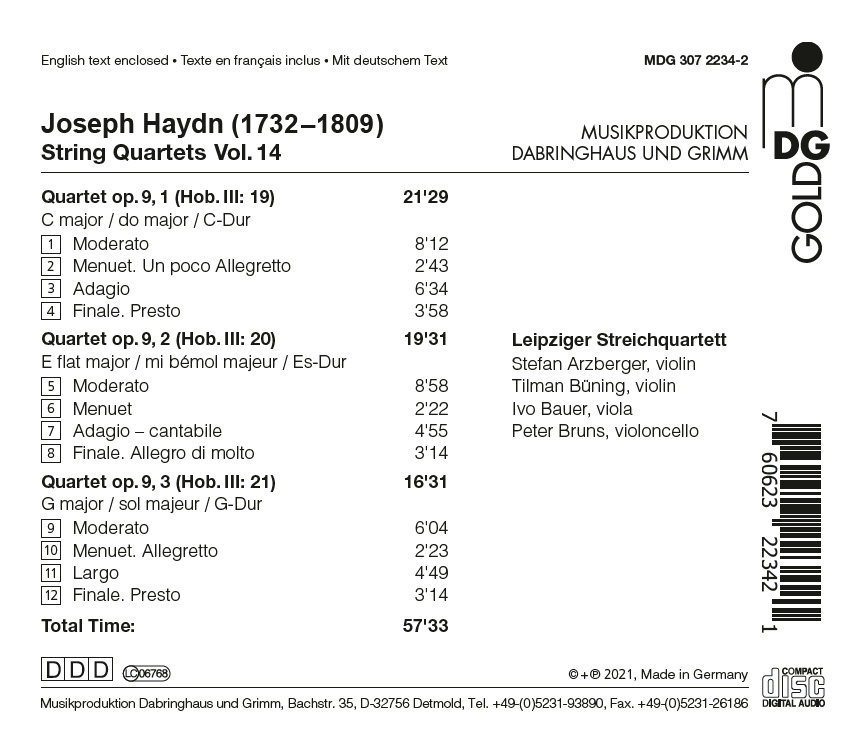 English text enclosed • Texte en français inclus • Mit deutschem Text
MDG 307 2234-2
Joseph Haydn (1732–1809)
String Quartets Vol. 14
MUSIKPRODUKTION
DABRINGHAUS UND GRIMM
mDG
GOLD
Quartet op. 9, 1 (Hob. III: 19) 21'29
C major / do major / C-Dur
1 Moderato 8'12
2 Menuet. Un poco Allegretto 2'43
3 Adagio 6'34
4 Finale. Presto 3'58
Quartet op. 9, 2 (Hob. III: 20) 19'31
E flat major / mi bémol majeur / Es-Dur
5 Moderato 8'58
6 Menuet 2'22
7 Adagio – cantabile 4'55
8 Finale. Allegro di molto 3'14
Quartet op. 9, 3 (Hob. III: 21) 16'31
G major / sol majeur / G-Dur
9 Moderato 6'04
10 Menuet. Allegretto 2'23
11 Largo 4'49
12 Finale. Presto 3'14
Total Time: 57'33
Leipziger Streichquartett
Stefan Arzberger, violin
Tilman Büning, violin
Ivo Bauer, viola
Peter Bruns, violoncello
7 60623 22342 1
DDD LC 06768
©+℗ 2021, Made in Germany
COMPACT
disc
DIGITAL AUDIO
Musikproduktion Dabringhaus und Grimm, Bachstr. 35, D-32756 Detmold, Tel. +49-(0)5231-93890, Fax. +49-(0)5231-26186